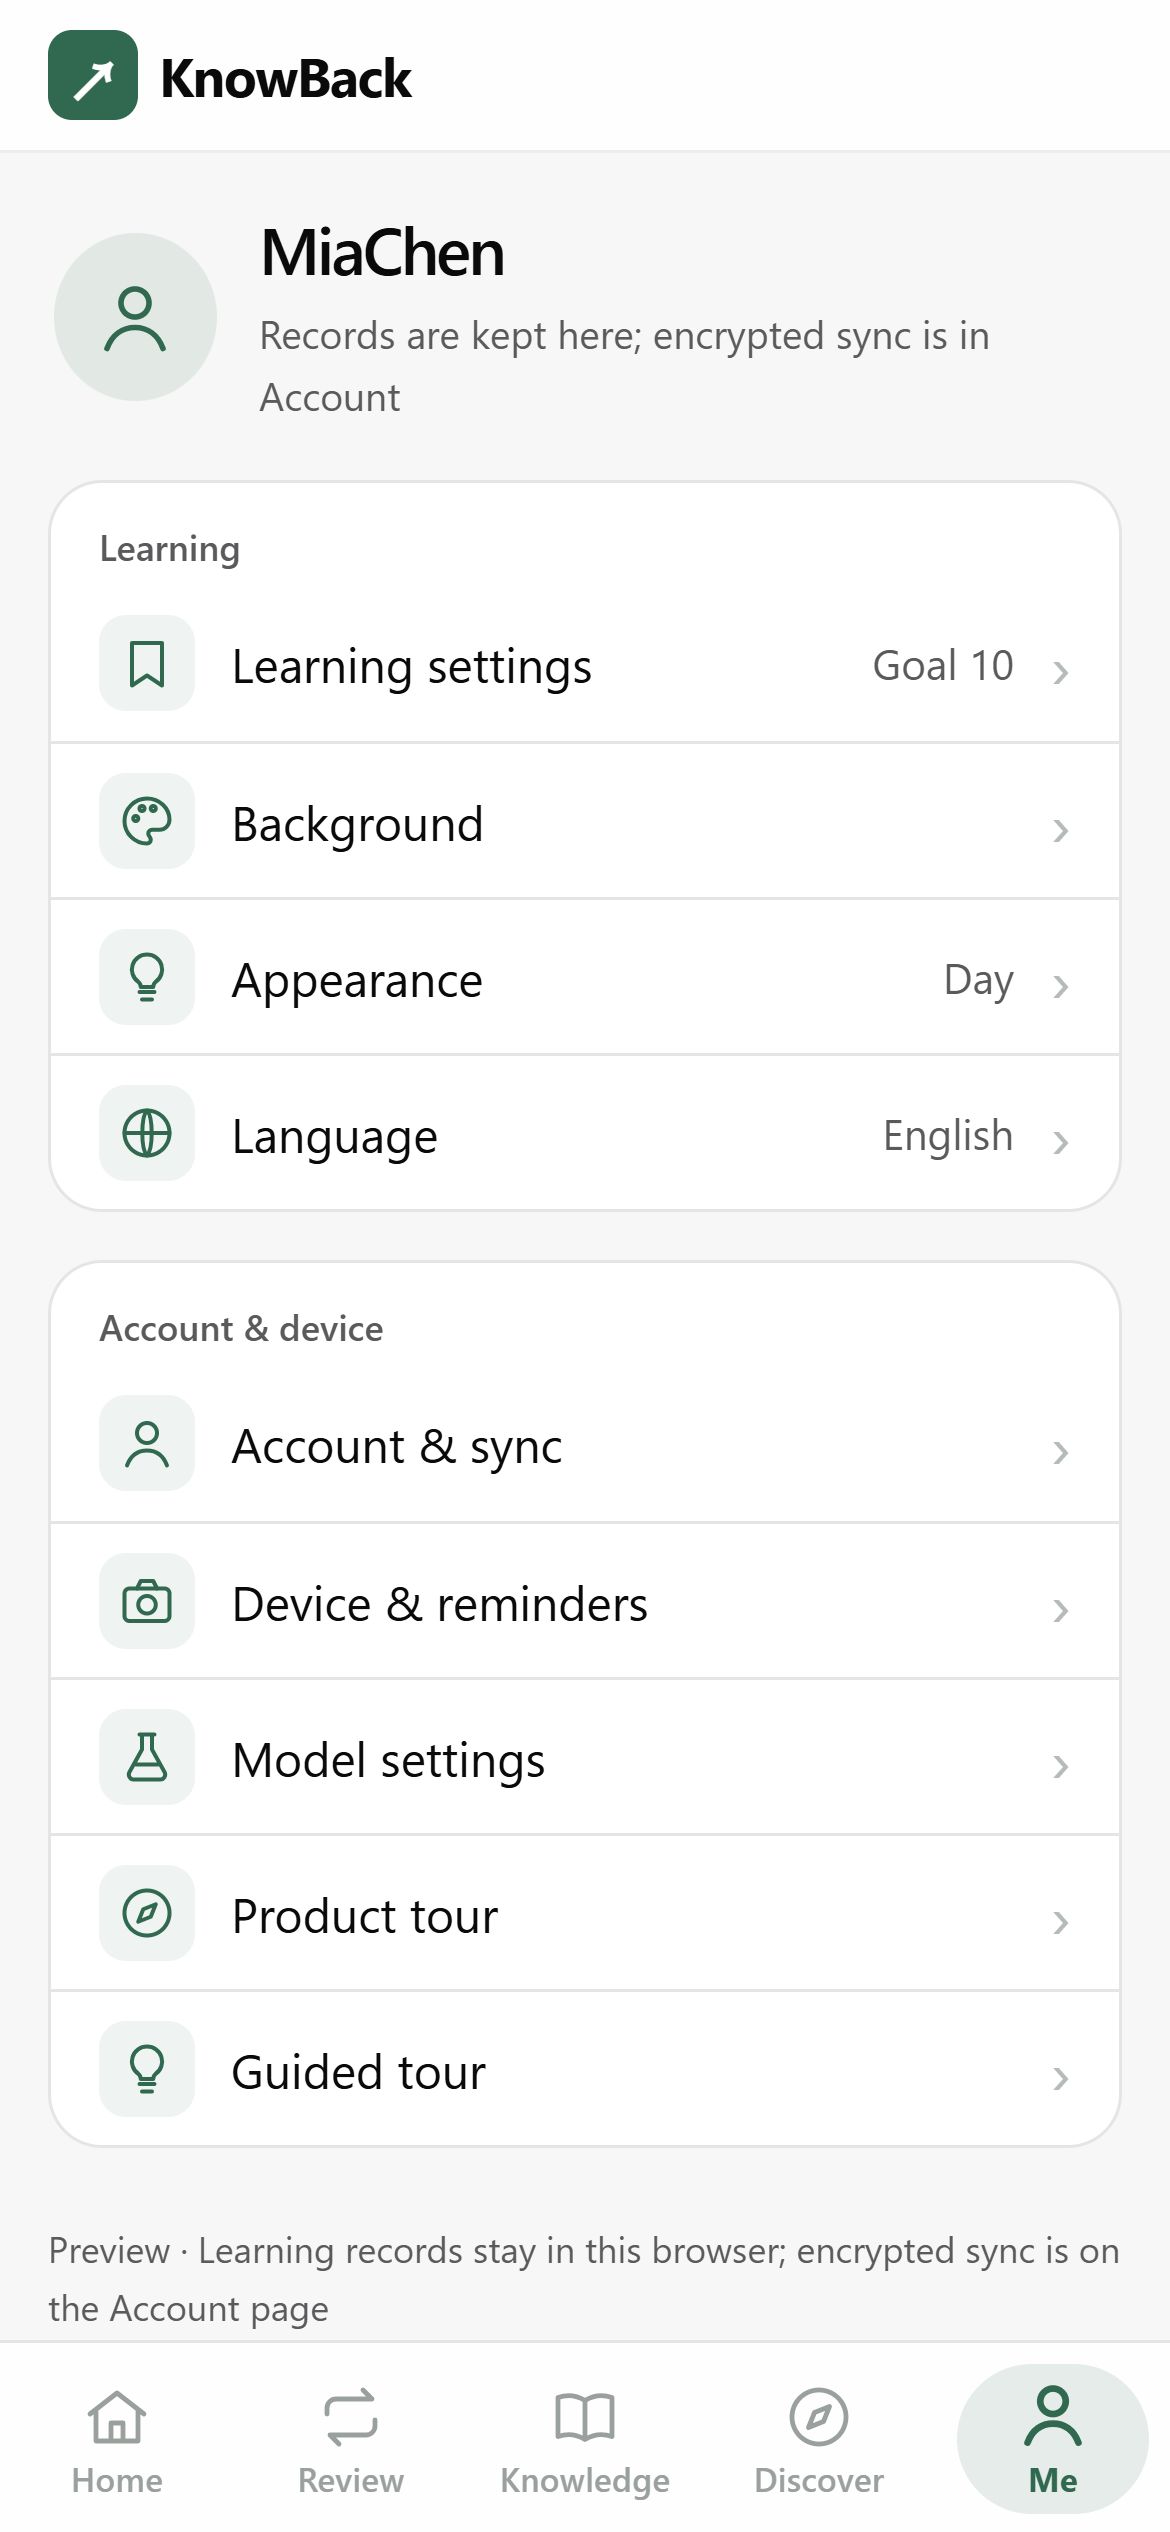 KnowBack
MiaChen
Records are kept here; encrypted sync is in
Account
Learning
Learning settings Goal 10
Background
Appearance Day
Language English
Account & device
Account & sync
Device & reminders
Model settings
Product tour
Guided tour
Preview · Learning records stay in this browser; encrypted sync is on
the Account page
Home Review Knowledge Discover Me